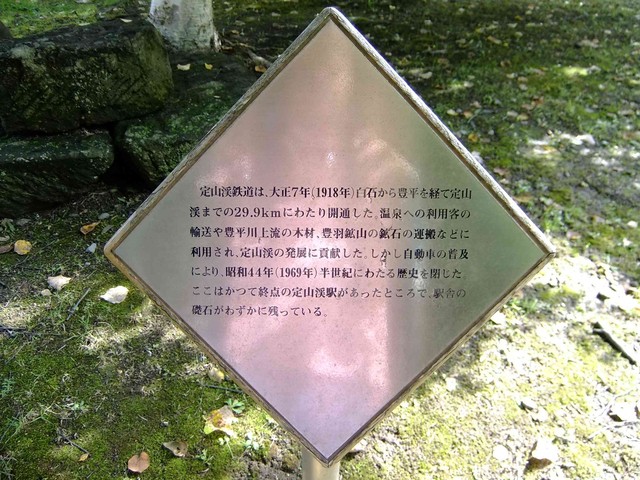 定山渓鉄道は、大正7年(1918年)白石から豊平を経て定山
渓までの29.9kmにわたり開通した。温泉への利用客の
輸送や豊平川上流の木材、豊羽鉱山の鉱石の運搬などに
利用され、定山渓の発展に貢献した。しかし自動車の普及
により、昭和44年(1969年)半世紀にわたる歴史を閉じた。
ここはかつて終点の定山渓駅があったところで、駅舎の
礎石がわずかに残っている。